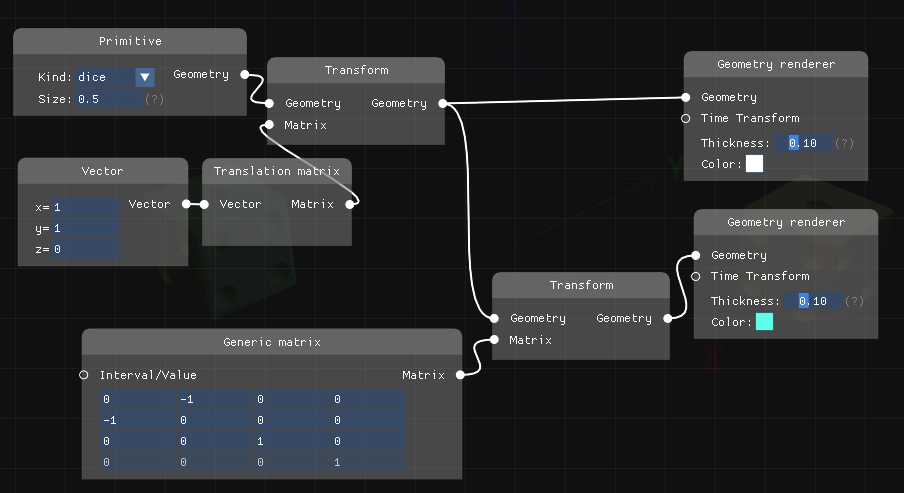 Primitive
Kind: dice
Geometry
Size: 0.5 (?)
Transform
Geometry Geometry
Matrix
Geometry renderer
Geometry
Time Transform
Thickness: 0.10 (?)
Color:
Vector
x= 1 Vector
y= 1
z= 0
Translation matrix
Vector Matrix
Geometry renderer
Geometry
Time Transform
Thickness: 0.10 (?)
Color:
Transform
Geometry Geometry
Matrix
Generic matrix
Interval/Value Matrix
0 -1 0 0
-1 0 0 0
0 0 1 0
0 0 0 1
Y
X